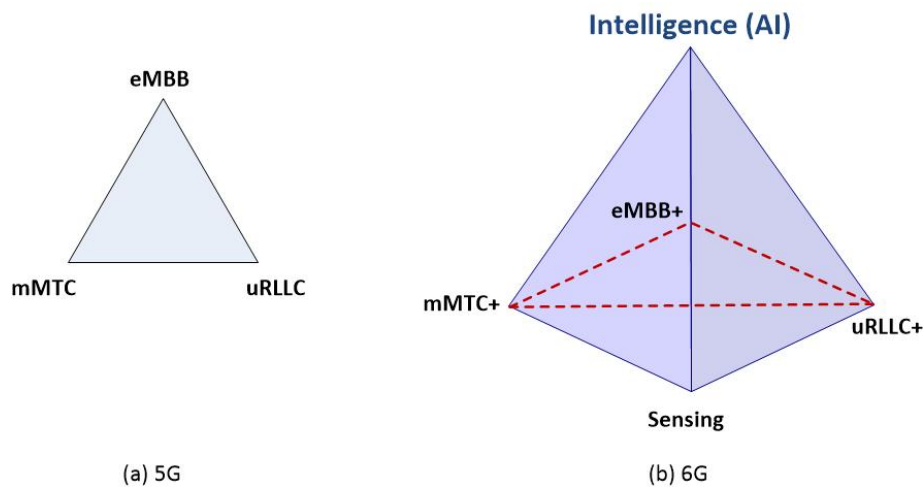 Intelligence (AI)
eMBB
eMBB+
mMTC
uRLLC
mMTC+
uRLLC+
Sensing
(a) 5G
(b) 6G